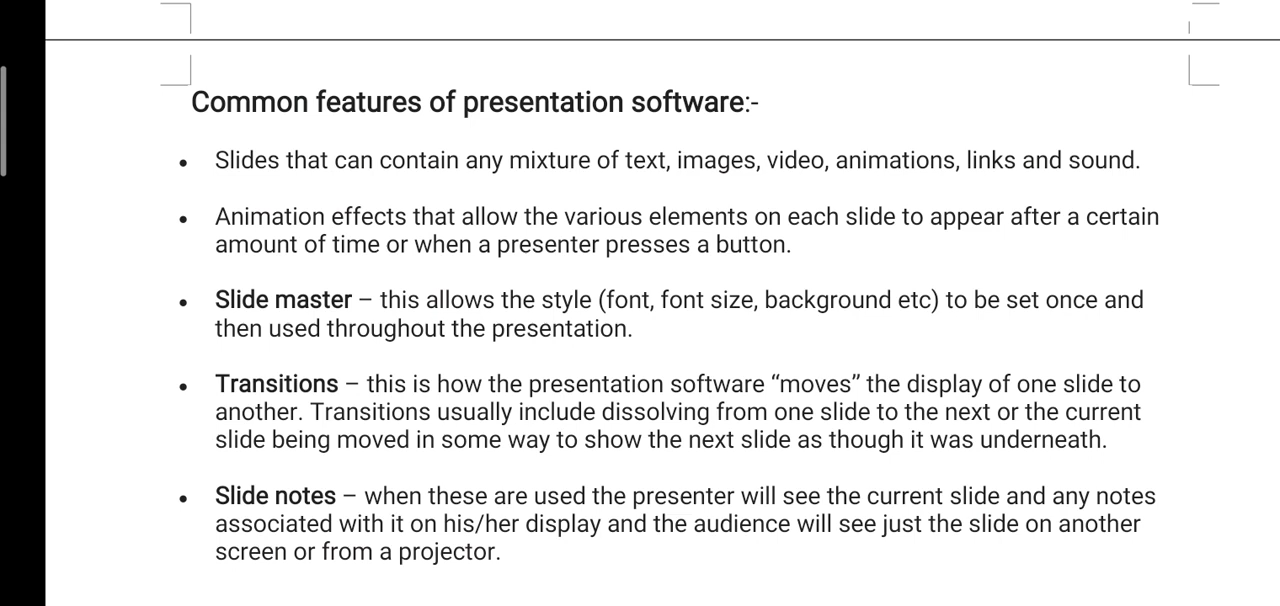 Common features of presentation software:-
• Slides that can contain any mixture of text, images, video, animations, links and sound.
• Animation effects that allow the various elements on each slide to appear after a certain
amount of time or when a presenter presses a button.
• Slide master – this allows the style (font, font size, background etc) to be set once and
then used throughout the presentation.
• Transitions – this is how the presentation software “moves” the display of one slide to
another. Transitions usually include dissolving from one slide to the next or the current
slide being moved in some way to show the next slide as though it was underneath.
• Slide notes – when these are used the presenter will see the current slide and any notes
associated with it on his/her display and the audience will see just the slide on another
screen or from a projector.